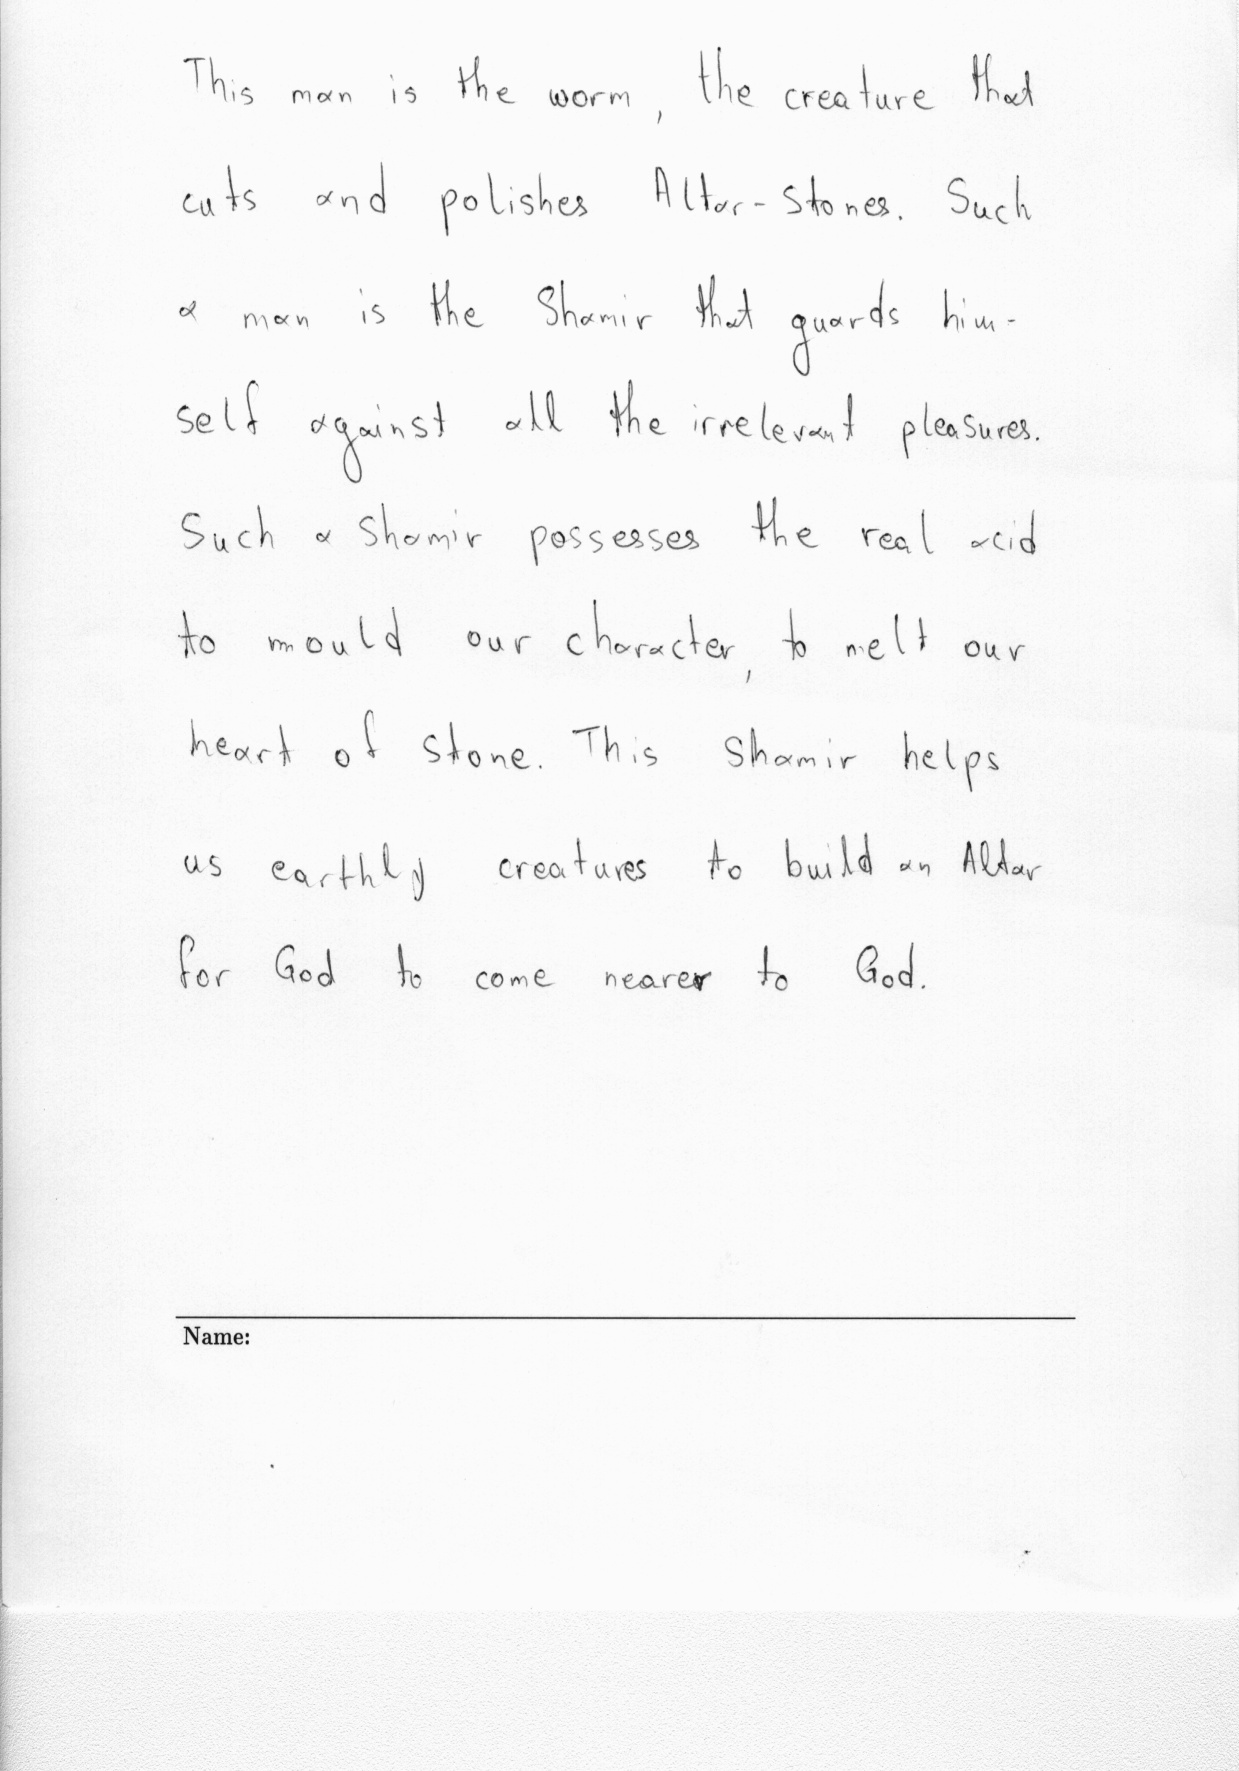 This man is the worm, the creature that
cuts and polishes Altar-Stones. Such
a man is the Shamir that guards him-
self against all the irrelevant pleasures.
Such a Shamir possesses the real acid
to mould our character, to melt our
heart of stone. This Shamir helps
us earthly creatures to build an Altar
for God to come nearer to God.
Name: